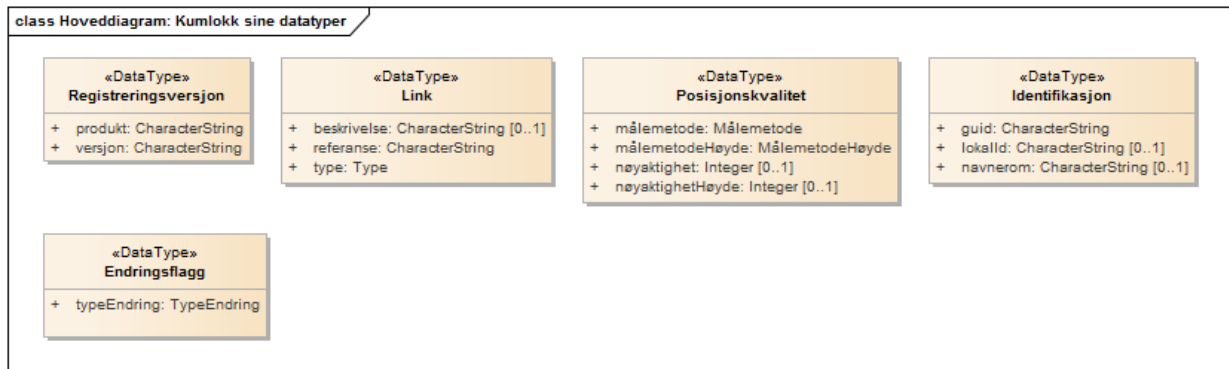 class Hoveddiagram: Kumlokk sine datatyper
«DataType»
Registreringsversjon
+ produkt: CharacterString
+ versjon: CharacterString
«DataType»
Link
+ beskrivelse: CharacterString [0..1]
+ referanse: CharacterString
+ type: Type
«DataType»
Posisjonskvalitet
+ målemetode: Målemetode
+ målemetodeHøyde: MålemetodeHøyde
+ nøyaktighet: Integer [0..1]
+ nøyaktighetHøyde: Integer [0..1]
«DataType»
Identifikasjon
+ guid: CharacterString
+ lokalId: CharacterString [0..1]
+ navnerom: CharacterString [0..1]
«DataType»
Endringsflagg
+ typeEndring: TypeEndring